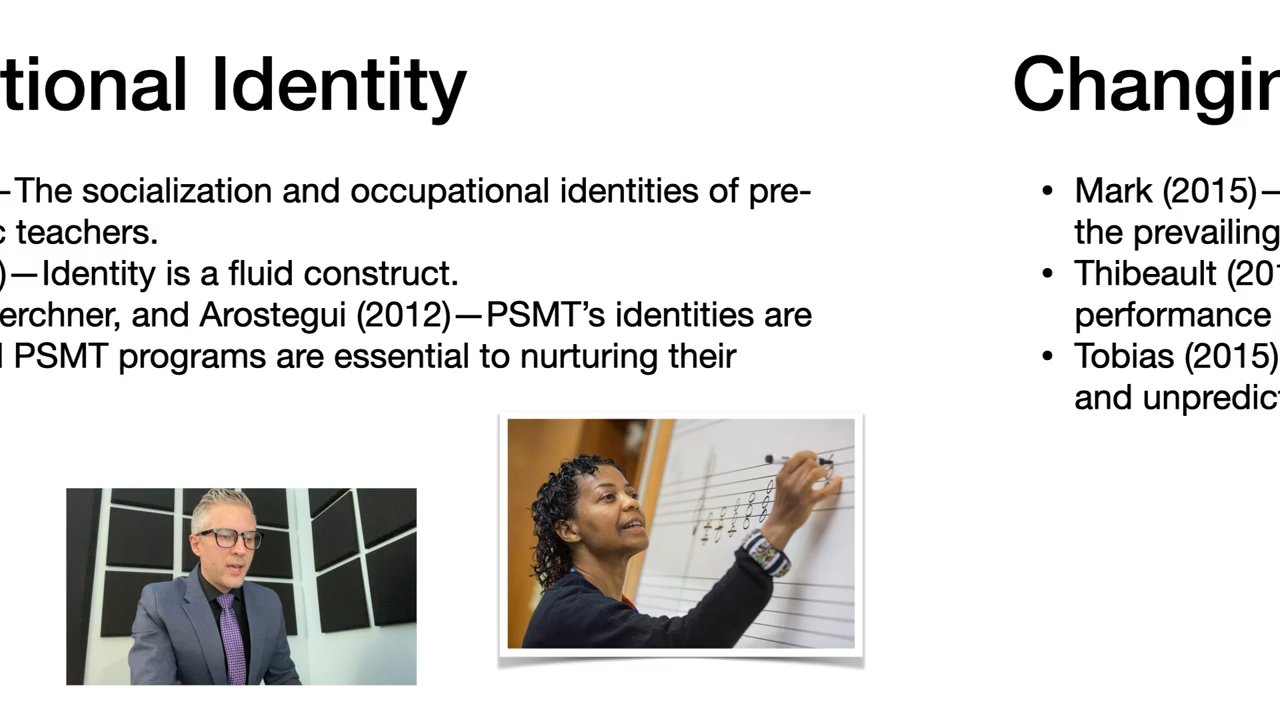 tional Identity
–The socialization and occupational identities of pre-
c teachers.
)—Identity is a fluid construct.
erchner, and Arostegui (2012)—PSMT’s identities are
PSMT programs are essential to nurturing their
Changin
• Mark (2015)—
the prevailing
• Thibeault (201
performance
• Tobias (2015)
and unpredict